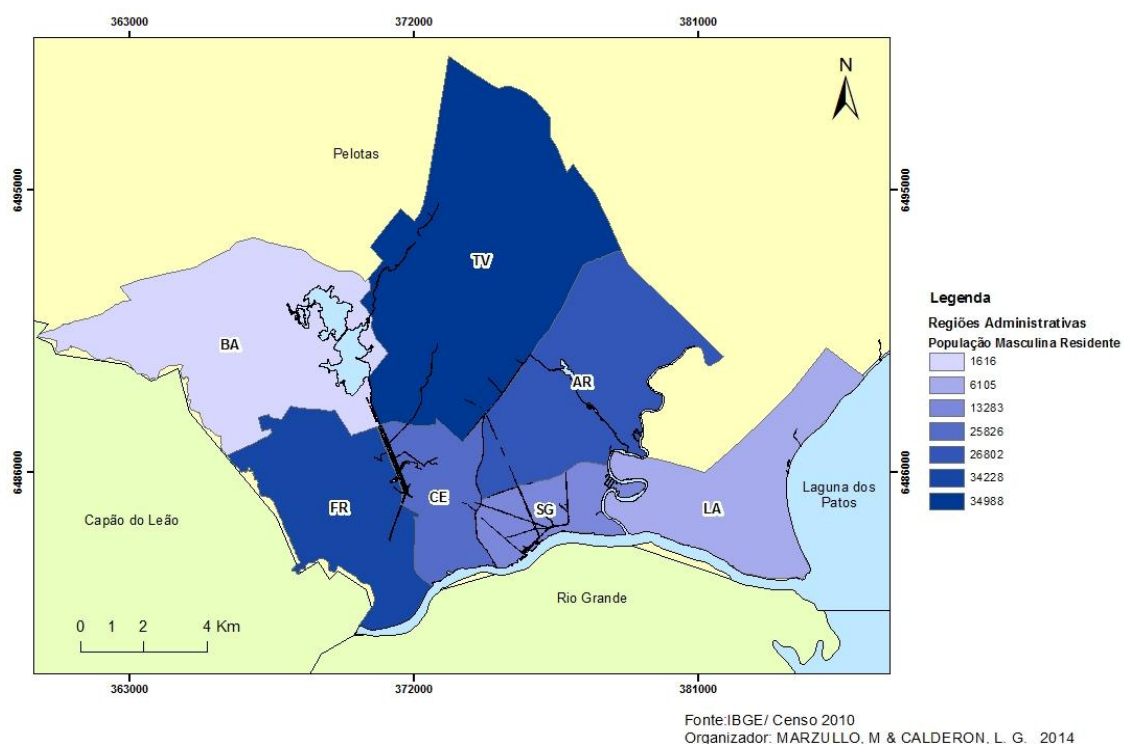 363000
372000
381000
N
Pelotas
6495000
6495000
TV
BA
AR
6486000
6486000
Laguna dos
Patos
CE
FR
SG
LA
Capão do Leão
Rio Grande
0 1 2 4 Km
363000
372000
381000
Legenda
Regiões Administrativas
População Masculina Residente
1616
6105
13283
25826
26802
34228
34988
Fonte:IBGE/ Censo 2010
Organizador: MARZULLO, M & CALDERON, L. G. 2014